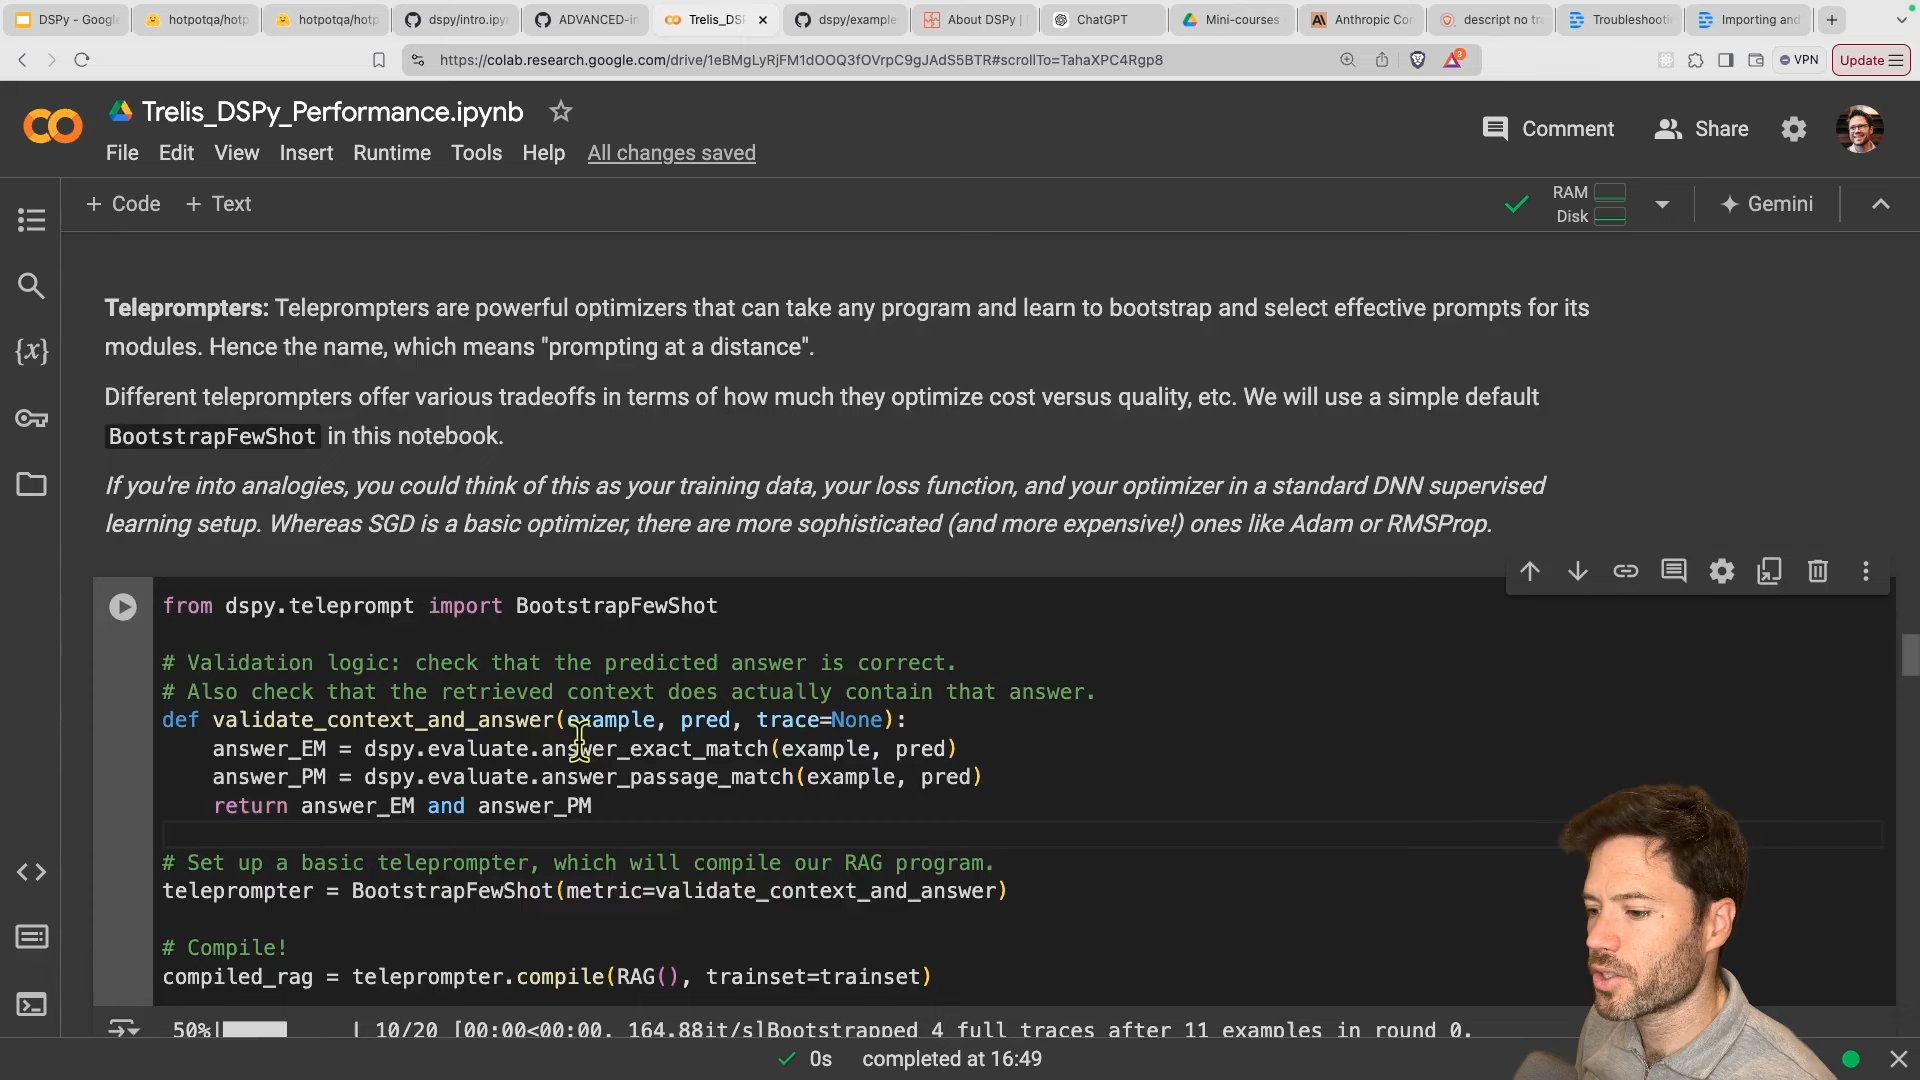 DSPy - Googl
hotpotqa/hotp
hotpotqa/hotp
dspy/intro.ipy
ADVANCED-in
Trelis_DSP
dspy/example
About DSPy |
ChatGPT
Mini-courses
Anthropic Co
descript no tra
Troubleshooti
Importing and
https://colab.research.google.com/drive/1eBMgLyRjFM1dOOQ3fOVrpC9gJAdS5BTR#scrollTo=TahaXPC4Rgp8
3
VPN
Update
Trelis_DSPy_Performance.ipynb
Comment
Share
File Edit View Insert Runtime Tools Help All changes saved
+ Code + Text
RAM
Disk
Gemini
Teleprompters: Teleprompters are powerful optimizers that can take any program and learn to bootstrap and select effective prompts for its
modules. Hence the name, which means "prompting at a distance".
Different teleprompters offer various tradeoffs in terms of how much they optimize cost versus quality, etc. We will use a simple default
BootstrapFewShot in this notebook.
If you're into analogies, you could think of this as your training data, your loss function, and your optimizer in a standard DNN supervised
learning setup. Whereas SGD is a basic optimizer, there are more sophisticated (and more expensive!) ones like Adam or RMSProp.
from dspy.teleprompt import BootstrapFewShot
# Validation logic: check that the predicted answer is correct.
# Also check that the retrieved context does actually contain that answer.
def validate_context_and_answer(example, pred, trace=None):
answer_EM = dspy.evaluate.answer_exact_match(example, pred)
answer_PM = dspy.evaluate.answer_passage_match(example, pred)
return answer_EM and answer_PM
# Set up a basic teleprompter, which will compile our RAG program.
teleprompter = BootstrapFewShot(metric=validate_context_and_answer)
# Compile!
compiled_rag = teleprompter.compile(RAG(), trainset=trainset)
50%| | 10/20 [00:00<00:00, 164.88it/s]Bootstrapped 4 full traces after 11 examples in round 0.
0s completed at 16:49